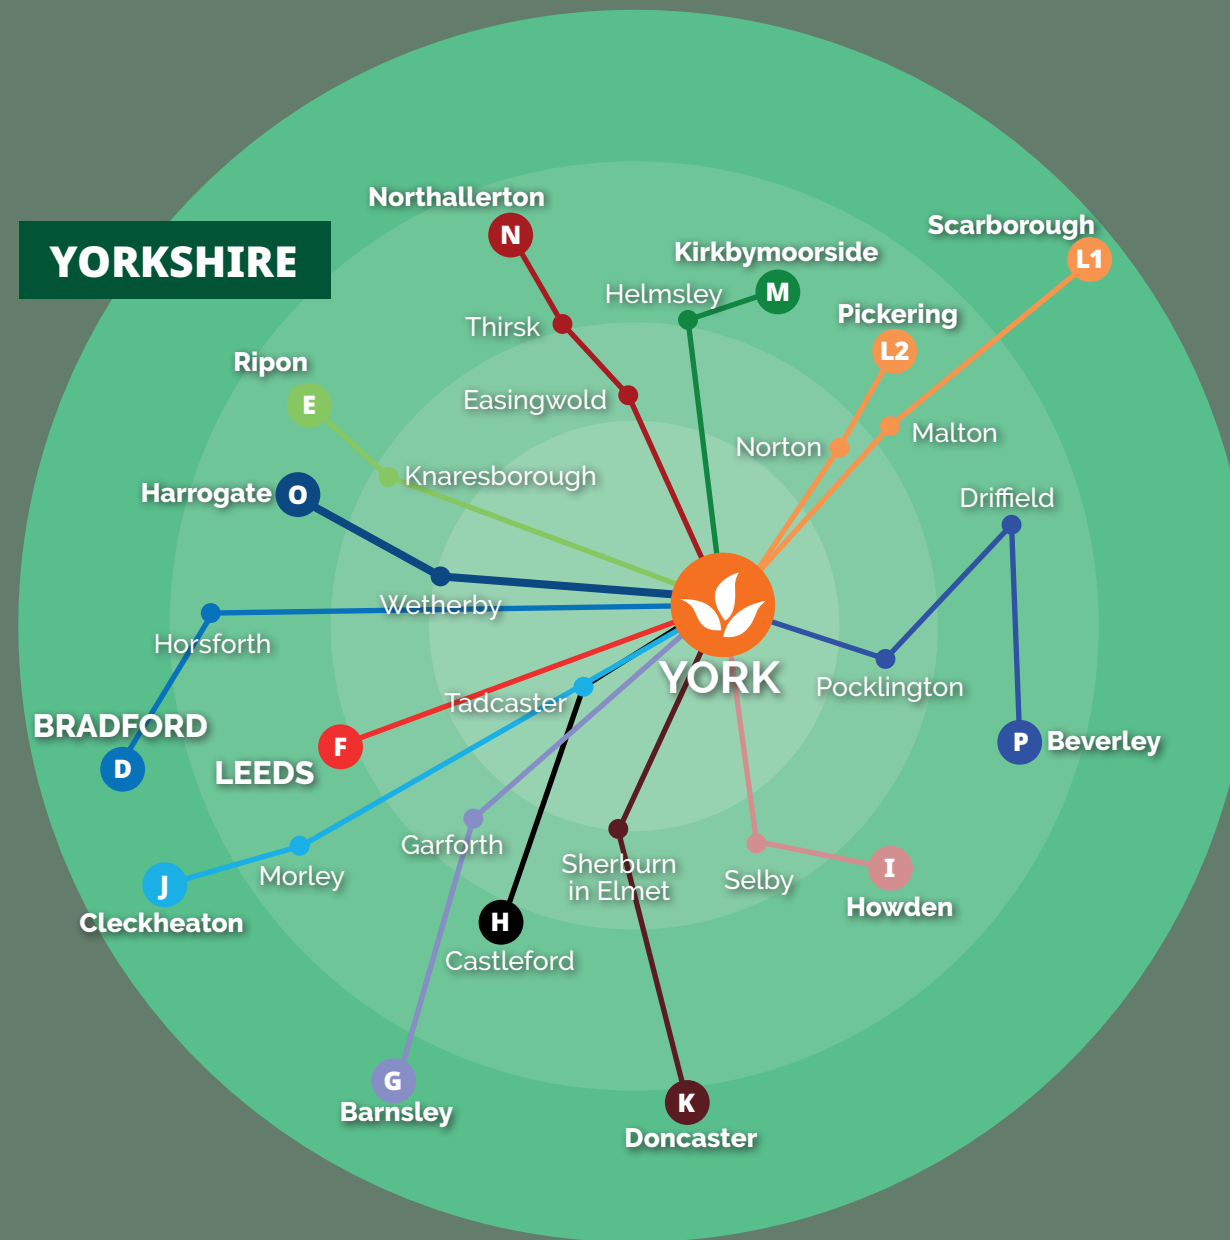 Northallerton
N
Scarborough
L1
YORKSHIRE
Kirkbymoorside
M
Helmsley
Pickering
L2
Thirsk
Ripon
E
Easingwold
Norton
Malton
Knaresborough
Harrogate
O
Driffield
Wetherby
Horsforth
YORK
Pocklington
Tadcaster
BRADFORD
D
F
LEEDS
P
Beverley
Garforth
Sherburn
in Elmet
Morley
Selby
I
Howden
J
Cleckheaton
H
Castleford
G
Barnsley
K
Doncaster